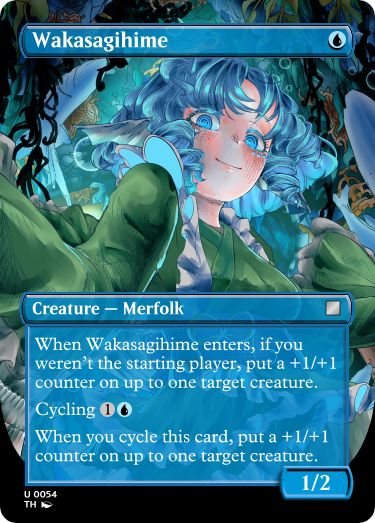 Wakasagihime
Creature — Merfolk
When Wakasagihime enters, if you
weren't the starting player, put a +1/+1
counter on up to one target creature.
Cycling 1
When you cycle this card, put a +1/+1
counter on up to one target creature.
1/2
U 0054
TH